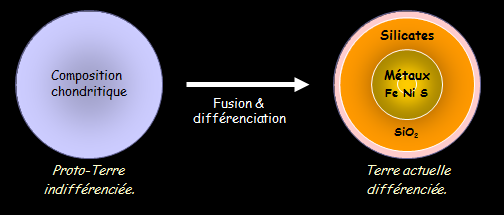 Composition
chondritique
Proto-Terre
indifférenciée.
Fusion &
différenciation
Silicates
Métaux
Fe Ni S
SiO₂
Terre actuelle
différenciée.